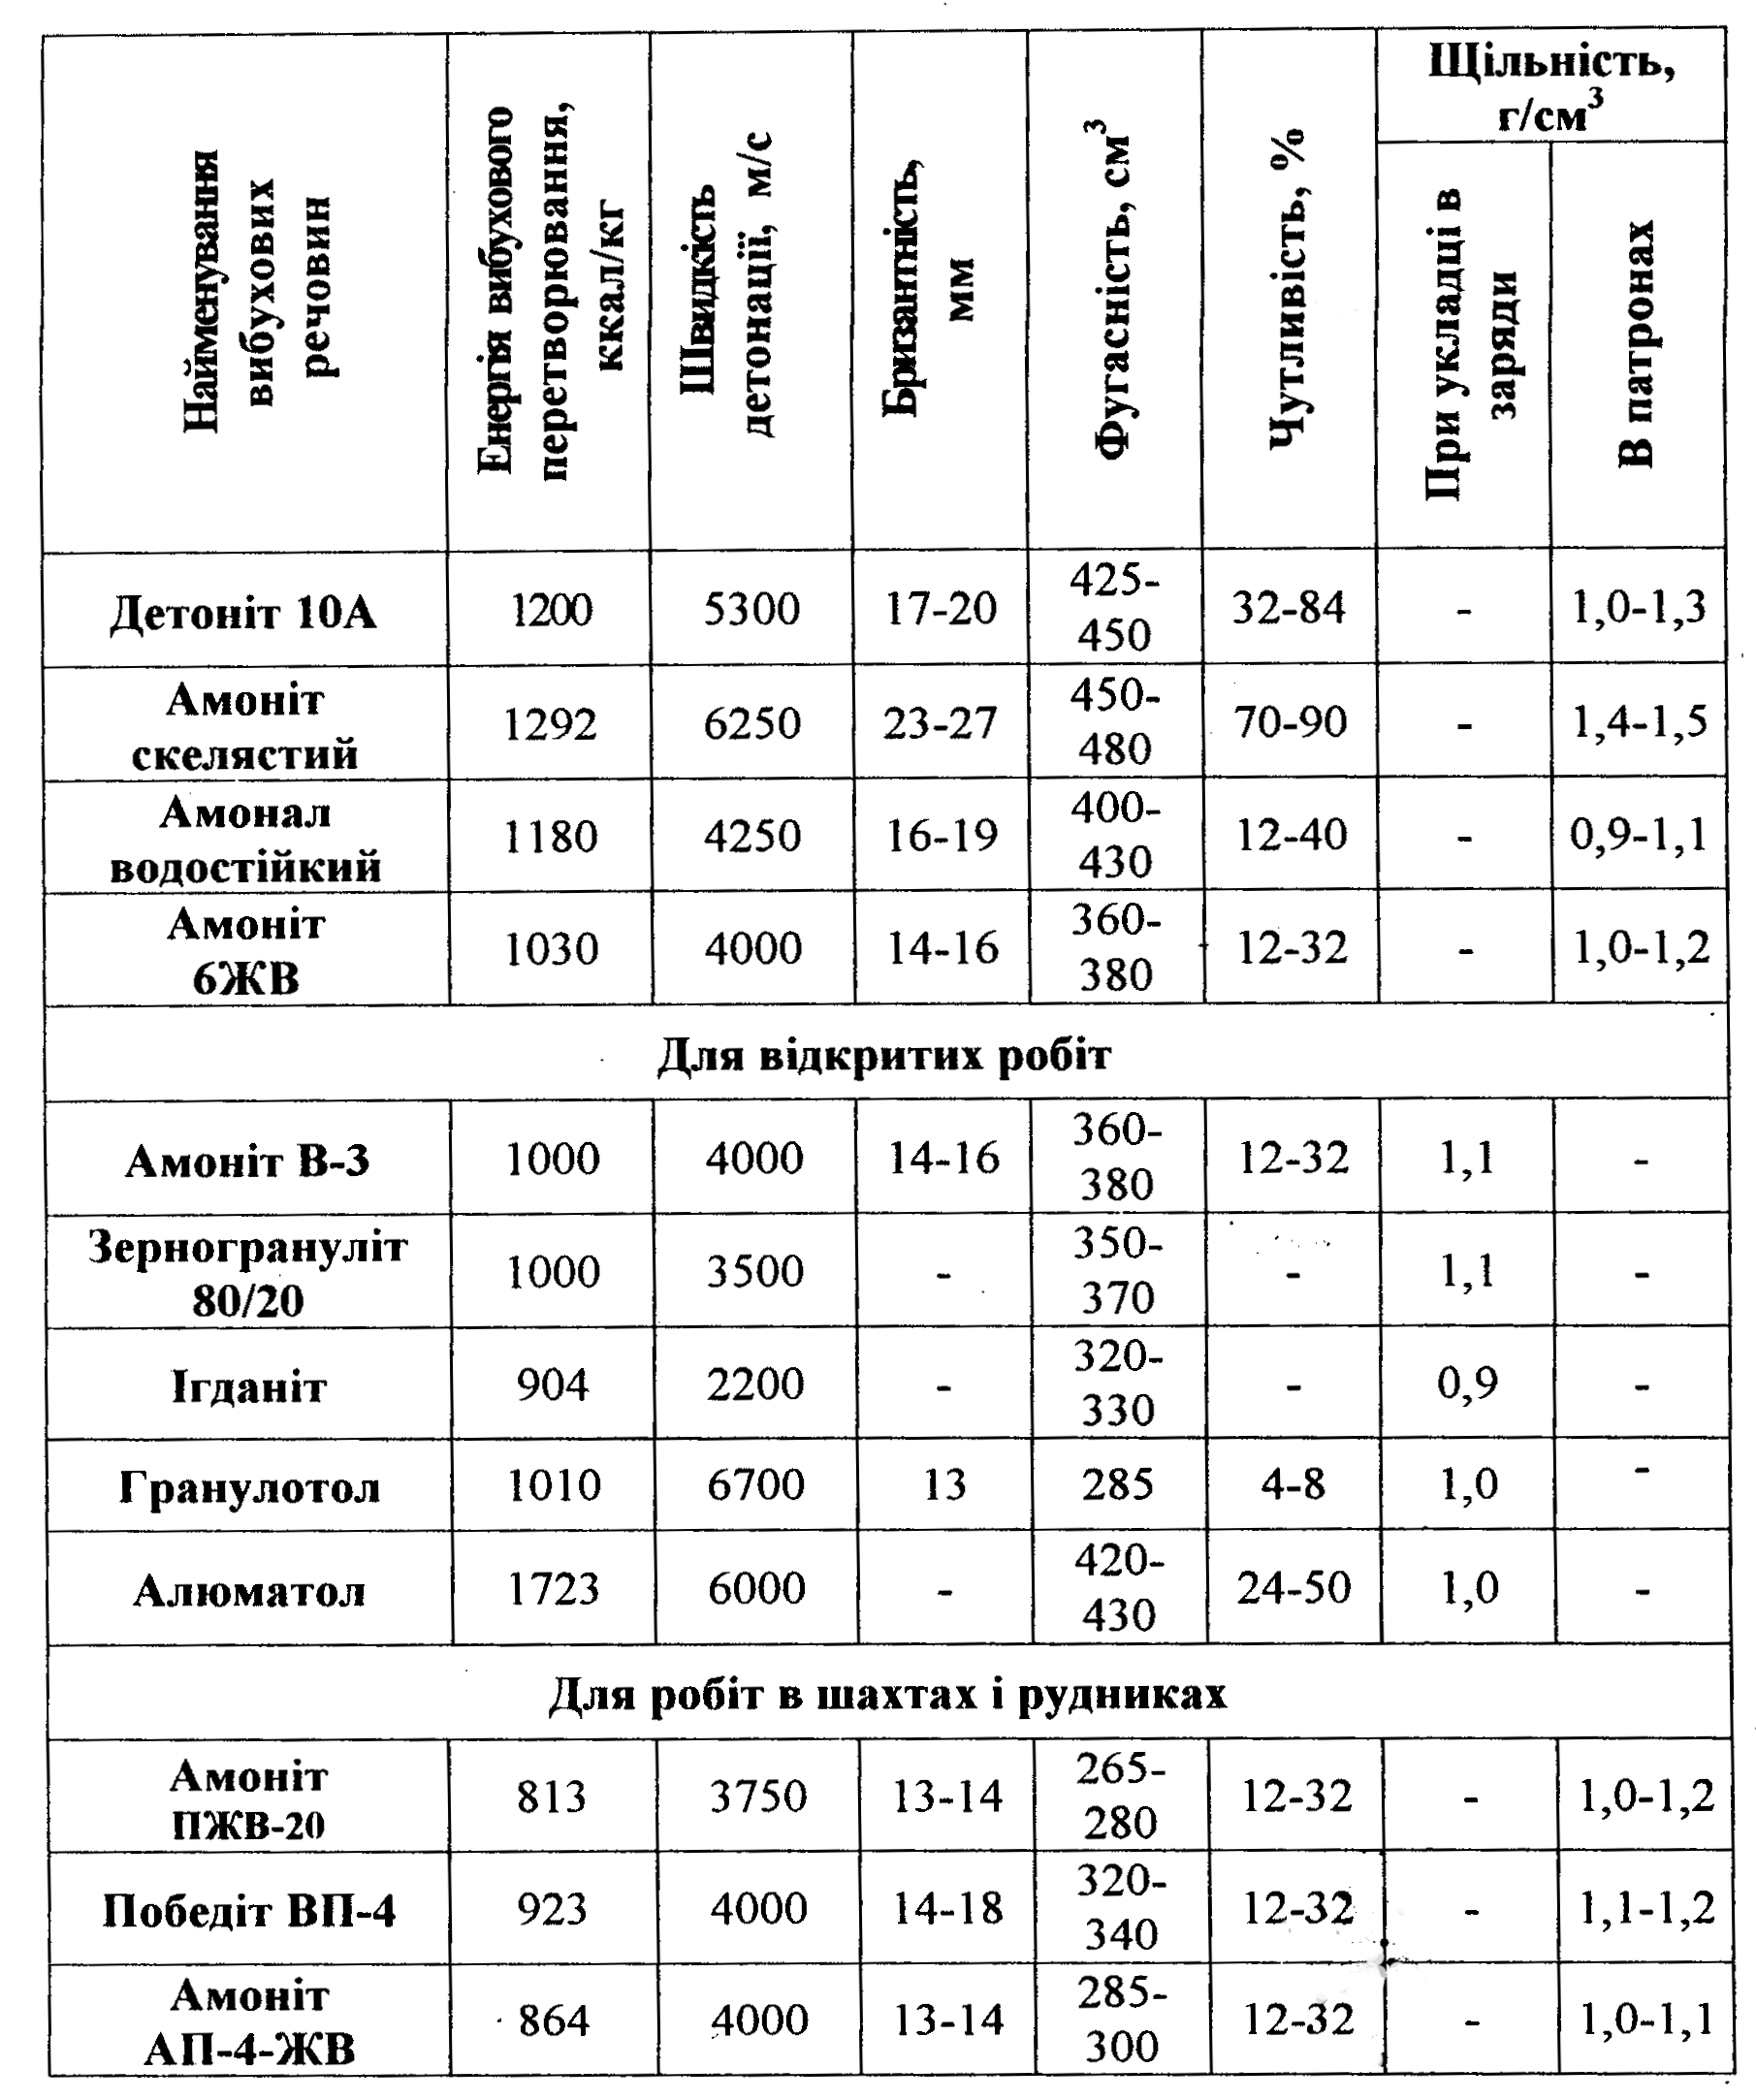 Найменування
вибухових
речовин
Енергія вибухового
перетворювання,
ккал/кг
Швидкість
детонації, м/с
Бризантність,
мм
Фугасність, см³
Чутливість, %
Щільність,
г/см³
При укладці в
заряди
В патронах
Детоніт 10А 1200 5300 17-20 425-
450 32-84 - 1,0-1,3
Амоніт
скелястий 1292 6250 23-27 450-
480 70-90 - 1,4-1,5
Амонал
водостійкий 1180 4250 16-19 400-
430 12-40 - 0,9-1,1
Амоніт
6ЖВ 1030 4000 14-16 360-
380 12-32 - 1,0-1,2
Для відкритих робіт
Амоніт В-3 1000 4000 14-16 360-
380 12-32 1,1 -
Зерногрануліт
80/20 1000 3500 - 350-
370 - 1,1 -
Ігданіт 904 2200 - 320-
330 - 0,9 -
Гранулотол 1010 6700 13 285 4-8 1,0 -
Алюматол 1723 6000 - 420-
430 24-50 1,0 -
Для робіт в шахтах і рудниках
Амоніт
ПЖВ-20 813 3750 13-14 265-
280 12-32 - 1,0-1,2
Победіт ВП-4 923 4000 14-18 320-
340 12-32 - 1,1-1,2
Амоніт
АП-4-ЖВ 864 4000 13-14 285-
300 12-32 - 1,0-1,1